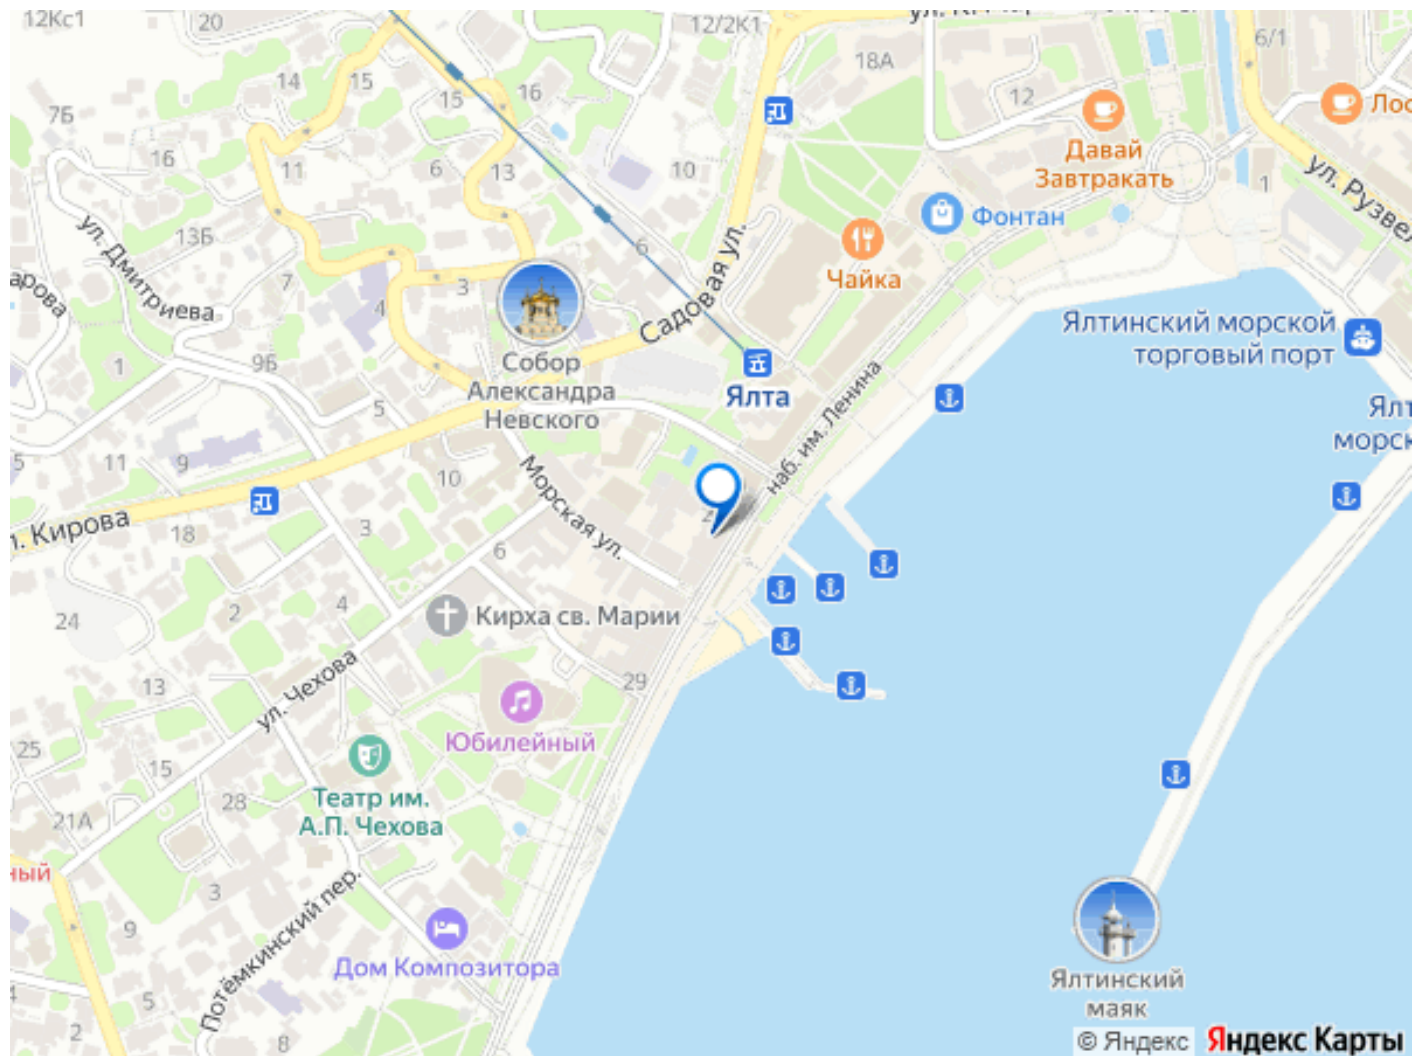 12Кс1
20
12/2К1
6/1
18А
14
15
15
16
12
Лос
7Б
Давай
Завтракать
16
11
6
13
10
1
ул. Рузвел
Фонтан
ул. Дмитриева
13Б
6
Чайка
7
3
4
Садовая ул.
Ялтинский морской
торговый порт
1
9Б
Собор
Александра
Невского
Ялта
наб. им. Ленина
5
5
11
9
10
Морская ул.
Кирова
18
3
6
24
2
4
Кирха св. Марии
29
13
ул. Чехова
25
15
Юбилейный
Театр им.
А.П. Чехова
28
21А
3
Потёмкинский пер.
9
Дом Композитора
5
2
8
Ялтинский
маяк
© Яндекс
Яндекс Карты